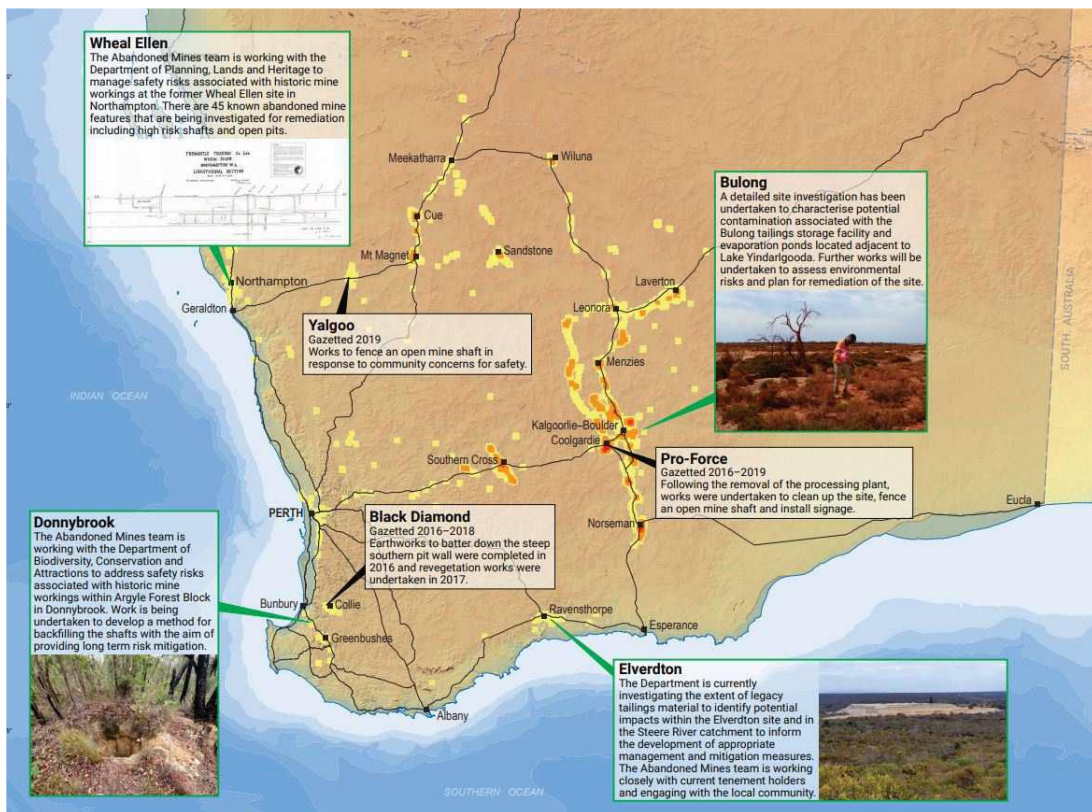 Wheal Ellen
The Abandoned Mines team is working with the
Department of Planning, Lands and Heritage to
manage safety risks associated with historic mine
workings at the former Wheal Ellen site in
Northampton. There are 45 known abandoned mine
features that are being investigated for remediation
including high risk shafts and open pits.
FREMANTLE TRADING Co Ltd
WHEAL ELLEN
NORTHAMPTON W.A.
LONGITUDINAL SECTION
Meekatharra
Wiluna
Cue
Sandstone
Mt Magnet
Northampton
Geraldton
Laverton
Leonora
Menzies
Kalgoorlie–Boulder
Coolgardie
Southern Cross
PERTH
Norseman
Eucla
Bunbury
Collie
Greenbushes
Ravensthorpe
Esperance
Albany
INDIAN OCEAN
SOUTHERN OCEAN
SOUTH AUSTRALIA
Bulong
A detailed site investigation has been
undertaken to characterise potential
contamination associated with the
Bulong tailings storage facility and
evaporation ponds located adjacent to
Lake Yindarlgooda. Further works will be
undertaken to assess environmental
risks and plan for remediation of the site.
Yalgoo
Gazetted 2019
Works to fence an open mine shaft in
response to community concerns for safety.
Pro-Force
Gazetted 2016–2019
Following the removal of the processing plant,
works were undertaken to clean up the site, fence
an open mine shaft and install signage.
Black Diamond
Gazetted 2016–2018
Earthworks to batter down the steep
southern pit wall were completed in
2016 and revegetation works were
undertaken in 2017.
Donnybrook
The Abandoned Mines team is
working with the Department of
Biodiversity, Conservation and
Attractions to address safety risks
associated with historic mine
workings within Argyle Forest Block
in Donnybrook. Work is being
undertaken to develop a method for
backfilling the shafts with the aim of
providing long term risk mitigation.
Elverdton
The Department is currently
investigating the extent of legacy
tailings material to identify potential
impacts within the Elverdton site and in
the Steere River catchment to inform
the development of appropriate
management and mitigation measures.
The Abandoned Mines team is working
closely with current tenement holders
and engaging with the local community.